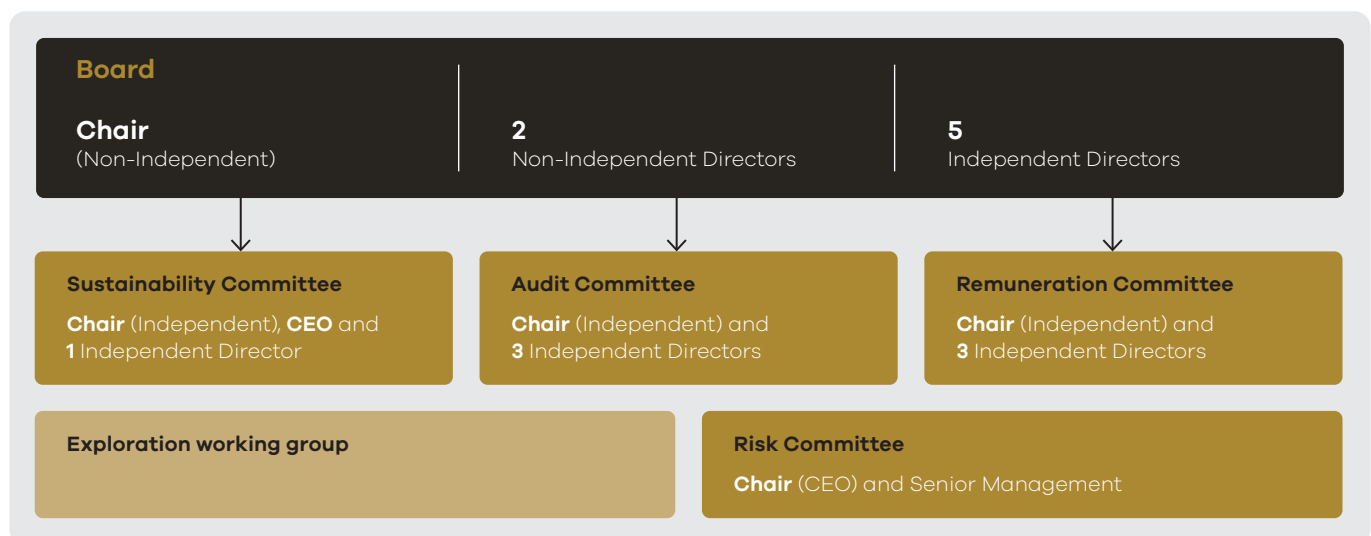 Board
Chair
(Non-Independent)
2
Non-Independent Directors
5
Independent Directors
Sustainability Committee
Chair (Independent), CEO and
1 Independent Director
Audit Committee
Chair (Independent) and
3 Independent Directors
Remuneration Committee
Chair (Independent) and
3 Independent Directors
Exploration working group
Risk Committee
Chair (CEO) and Senior Management